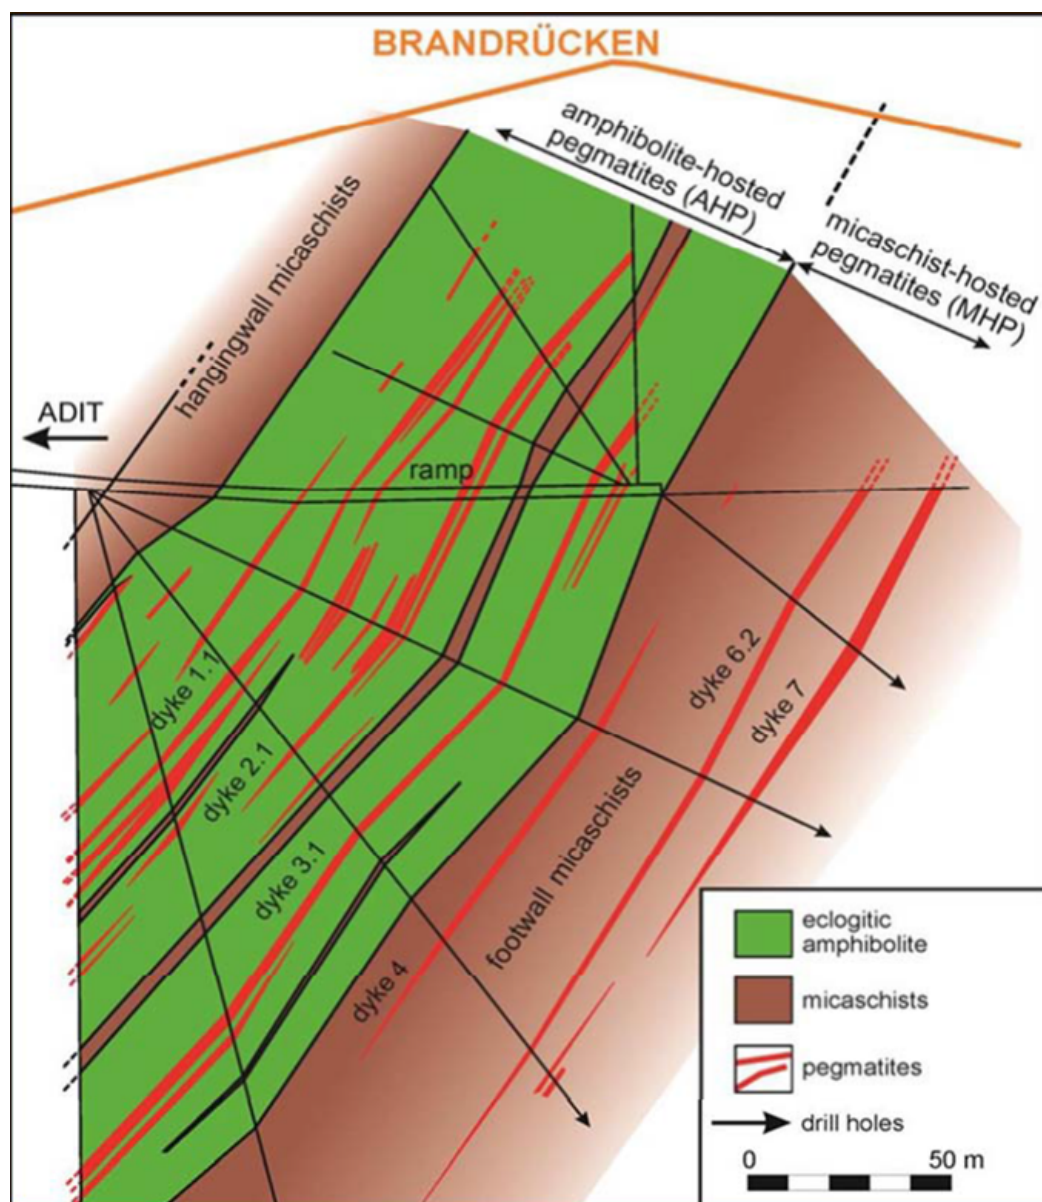 BRANDRÜCKEN
amphibolite-hosted
pegmatites (AHP)
micaschist-hosted
pegmatites (MHP)
hangingwall micaschists
ADIT
ramp
dyke 1.1
dyke 2.1
dyke 3.1
dyke 4
dyke 6.2
dyke 7
footwall micaschists
eclogitic
amphibolite
micaschists
pegmatites
drill holes
0 50 m